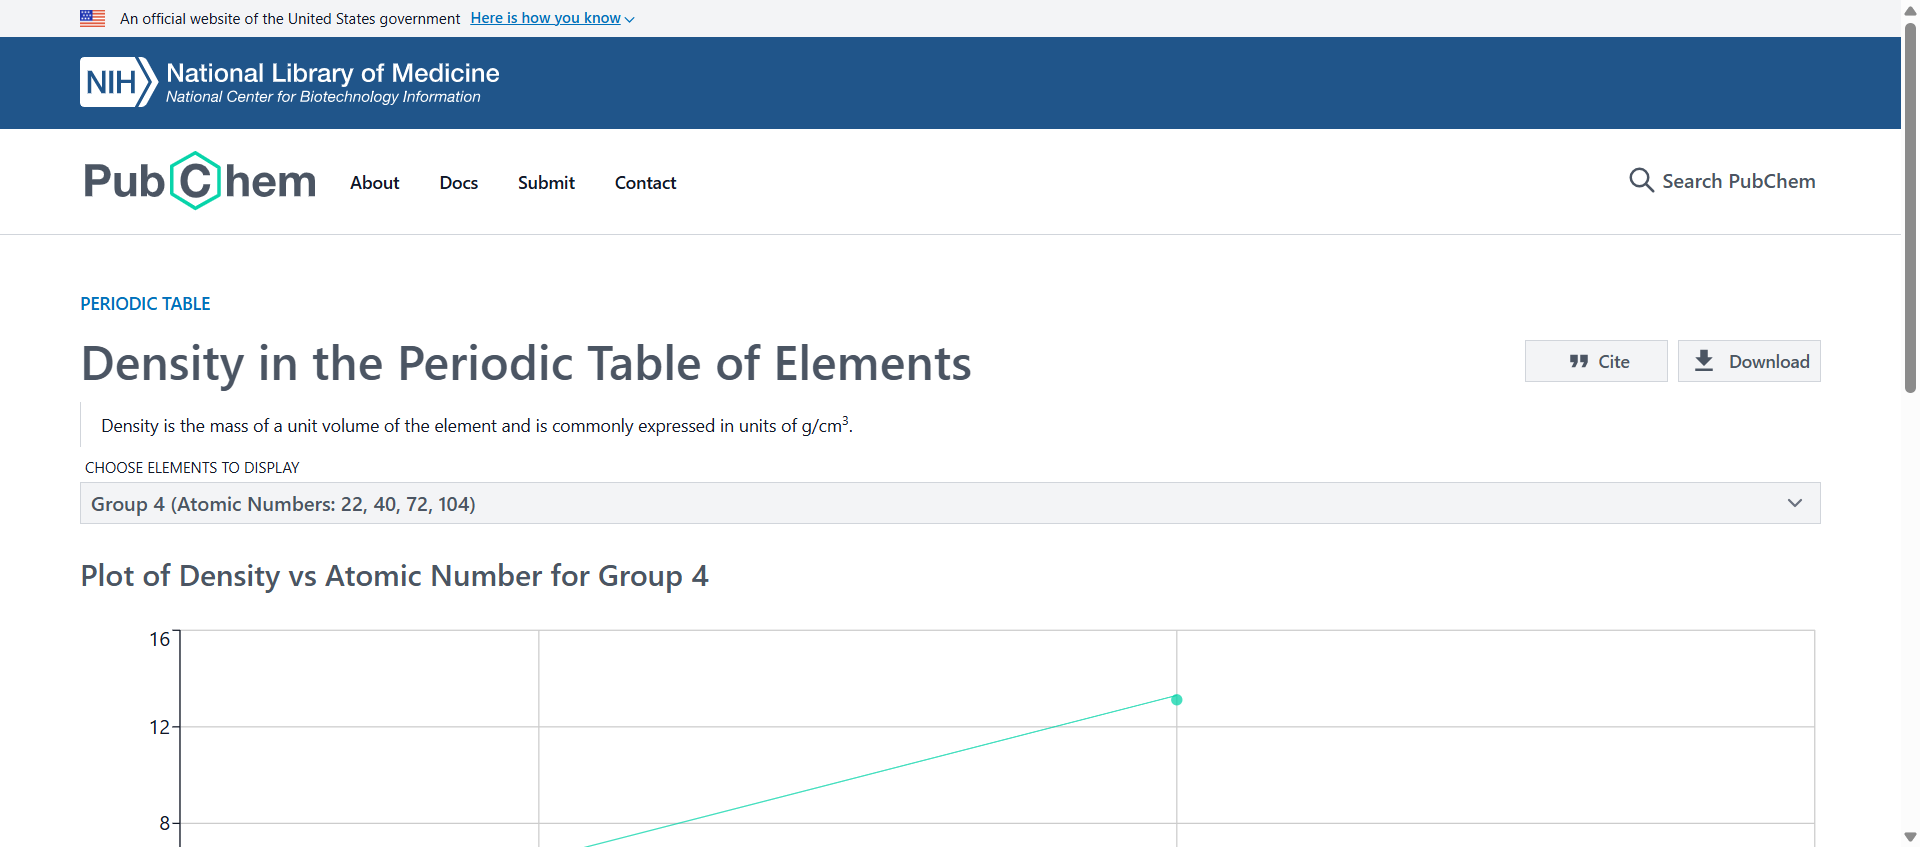 An official website of the United States government Here is how you know
NIH National Library of Medicine
National Center for Biotechnology Information
PubChem About Docs Submit Contact Search PubChem
PERIODIC TABLE
Density in the Periodic Table of Elements
Cite Download
Density is the mass of a unit volume of the element and is commonly expressed in units of g/cm³.
CHOOSE ELEMENTS TO DISPLAY
Group 4 (Atomic Numbers: 22, 40, 72, 104)
Plot of Density vs Atomic Number for Group 4
16
12
8